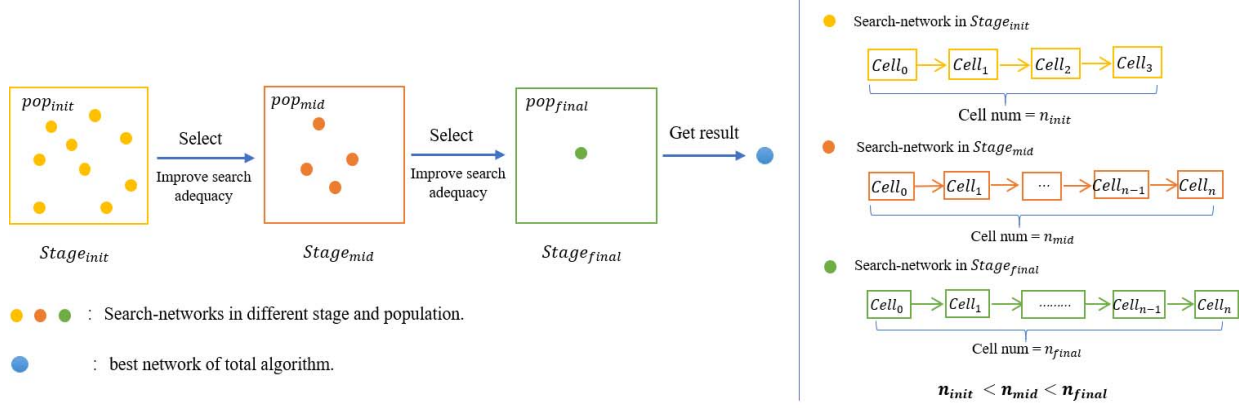 pop_init
Select
Improve search
adequacy
pop_mid
Select
Improve search
adequacy
pop_final
Get result
Stage_init
Stage_mid
Stage_final
: Search-networks in different stage and population.
: best network of total algorithm.
Search-network in Stage_init
Cell_0 Cell_1 Cell_2 Cell_3
Cell num = n_init
Search-network in Stage_mid
Cell_0 Cell_1 ... Cell_{n-1} Cell_n
Cell num = n_mid
Search-network in Stage_final
Cell_0 Cell_1 ......... Cell_{n-1} Cell_n
Cell num = n_final
n_init < n_mid < n_final